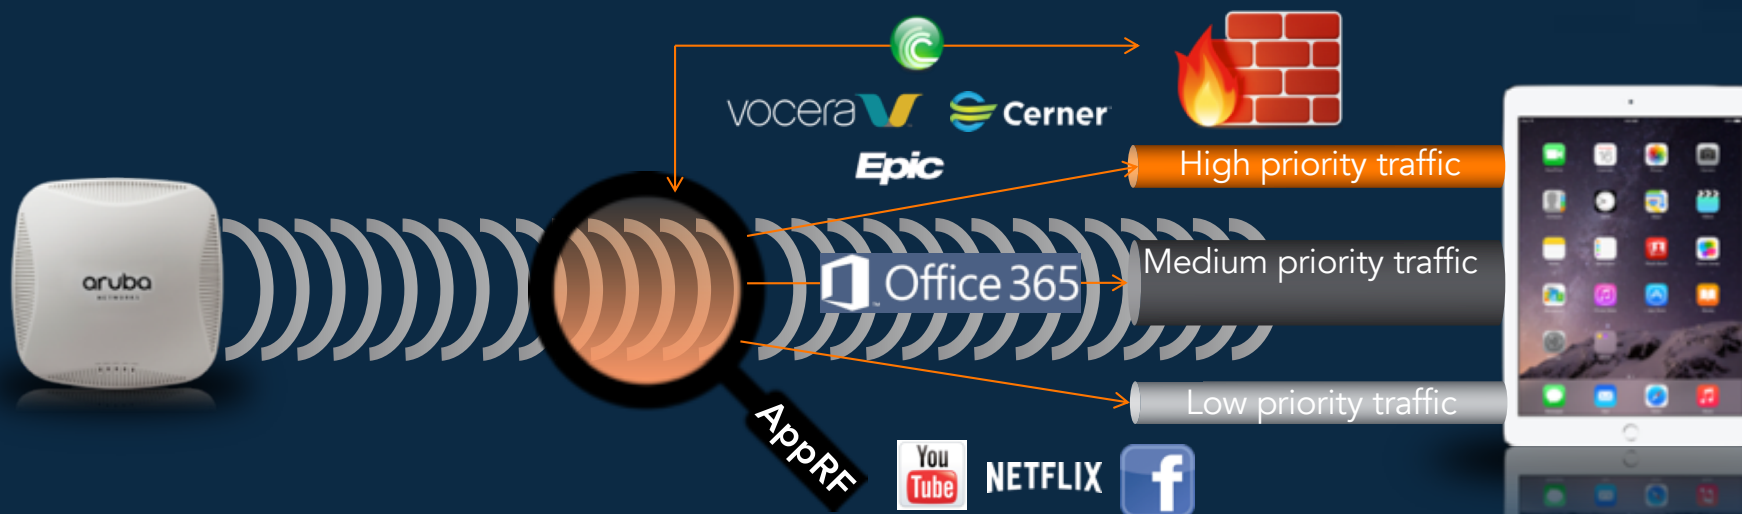 vocera
Cerner
Epic
High priority traffic
aruba
NETWORKS
Office 365
Medium priority traffic
Low priority traffic
AppRF
You
Tube
NETFLIX
f